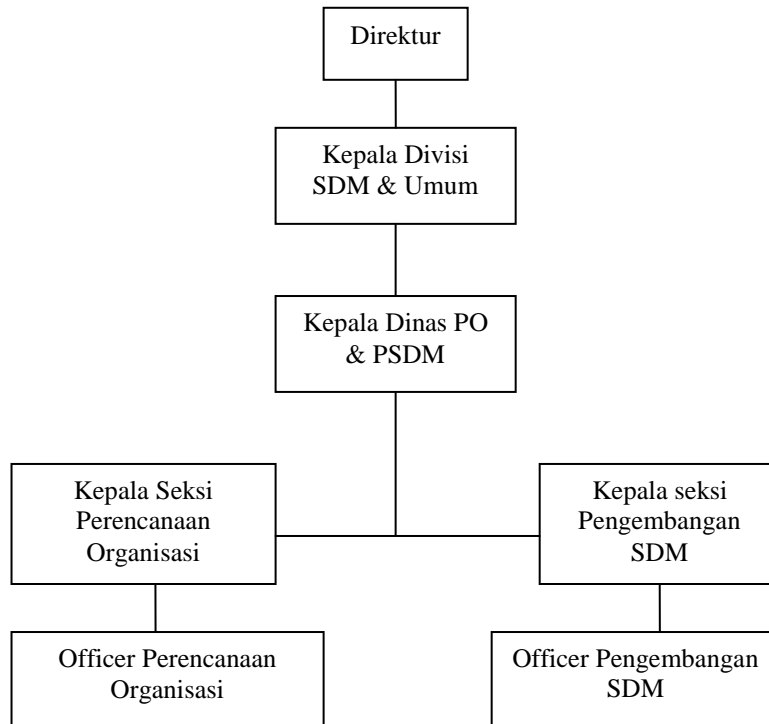 Direktur
Kepala Divisi
SDM & Umum
Kepala Dinas PO
& PSDM
Kepala Seksi
Perencanaan
Organisasi
Kepala seksi
Pengembangan
SDM
Officer Perencanaan
Organisasi
Officer Pengembangan
SDM